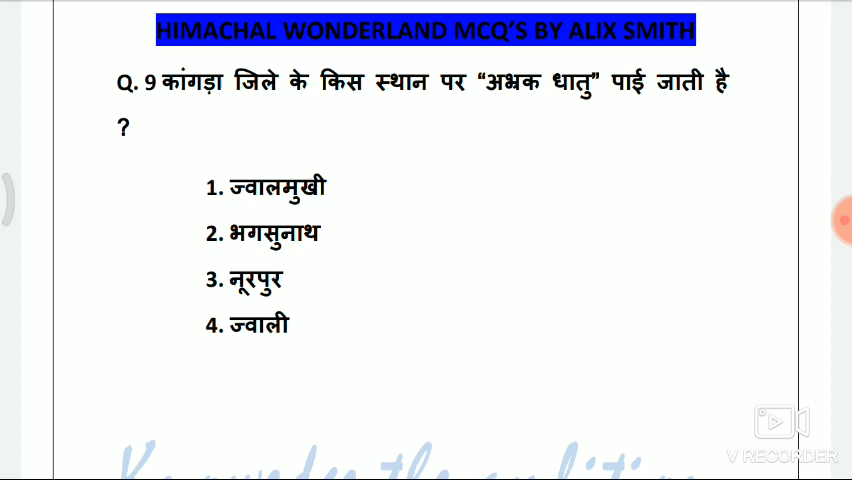 HIMACHAL WONDERLAND MCQ'S BY ALIX SMITH
Q. 9 कांगड़ा जिले के किस स्थान पर “अभ्रक धातु” पाई जाती है
?
1. ज्वालमुखी
2. भगसुनाथ
3. नूरपुर
4. ज्वाली
the
V RECORDER